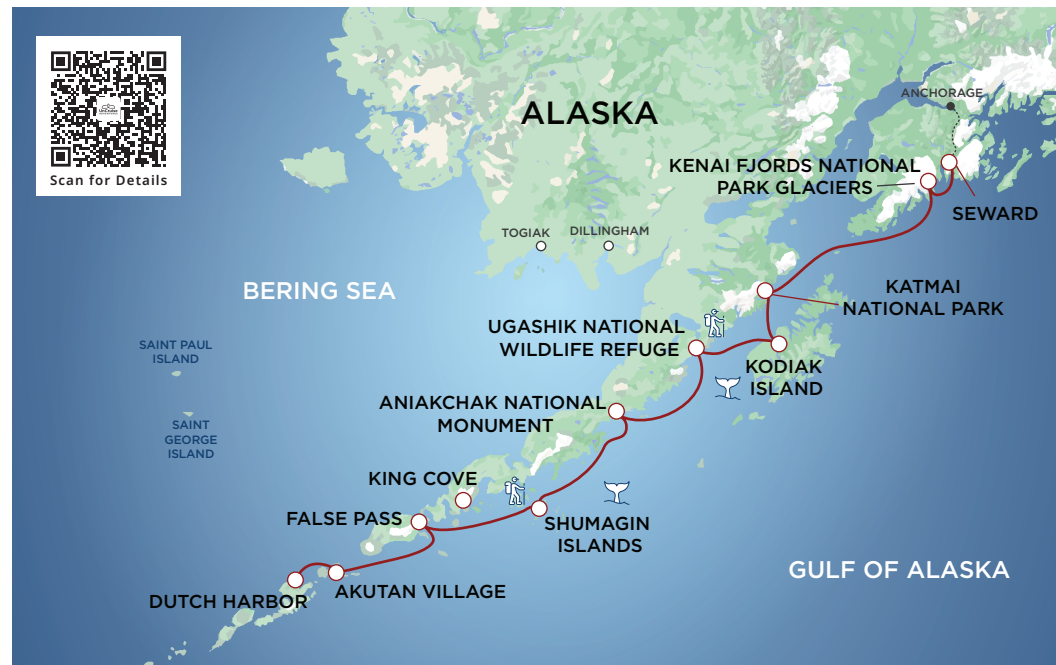 Scan for Details
ANCHORAGE
ALASKA
KENAI FJORDS NATIONAL
PARK GLACIERS
SEWARD
TOGIAK
DILLINGHAM
BERING SEA
KATMAI
NATIONAL PARK
UGASHIK NATIONAL
WILDLIFE REFUGE
SAINT PAUL
ISLAND
KODIAK
ISLAND
ANIAKCHAK NATIONAL
MONUMENT
SAINT
GEORGE
ISLAND
KING COVE
FALSE PASS
SHUMAGIN
ISLANDS
GULF OF ALASKA
AKUTAN VILLAGE
DUTCH HARBOR